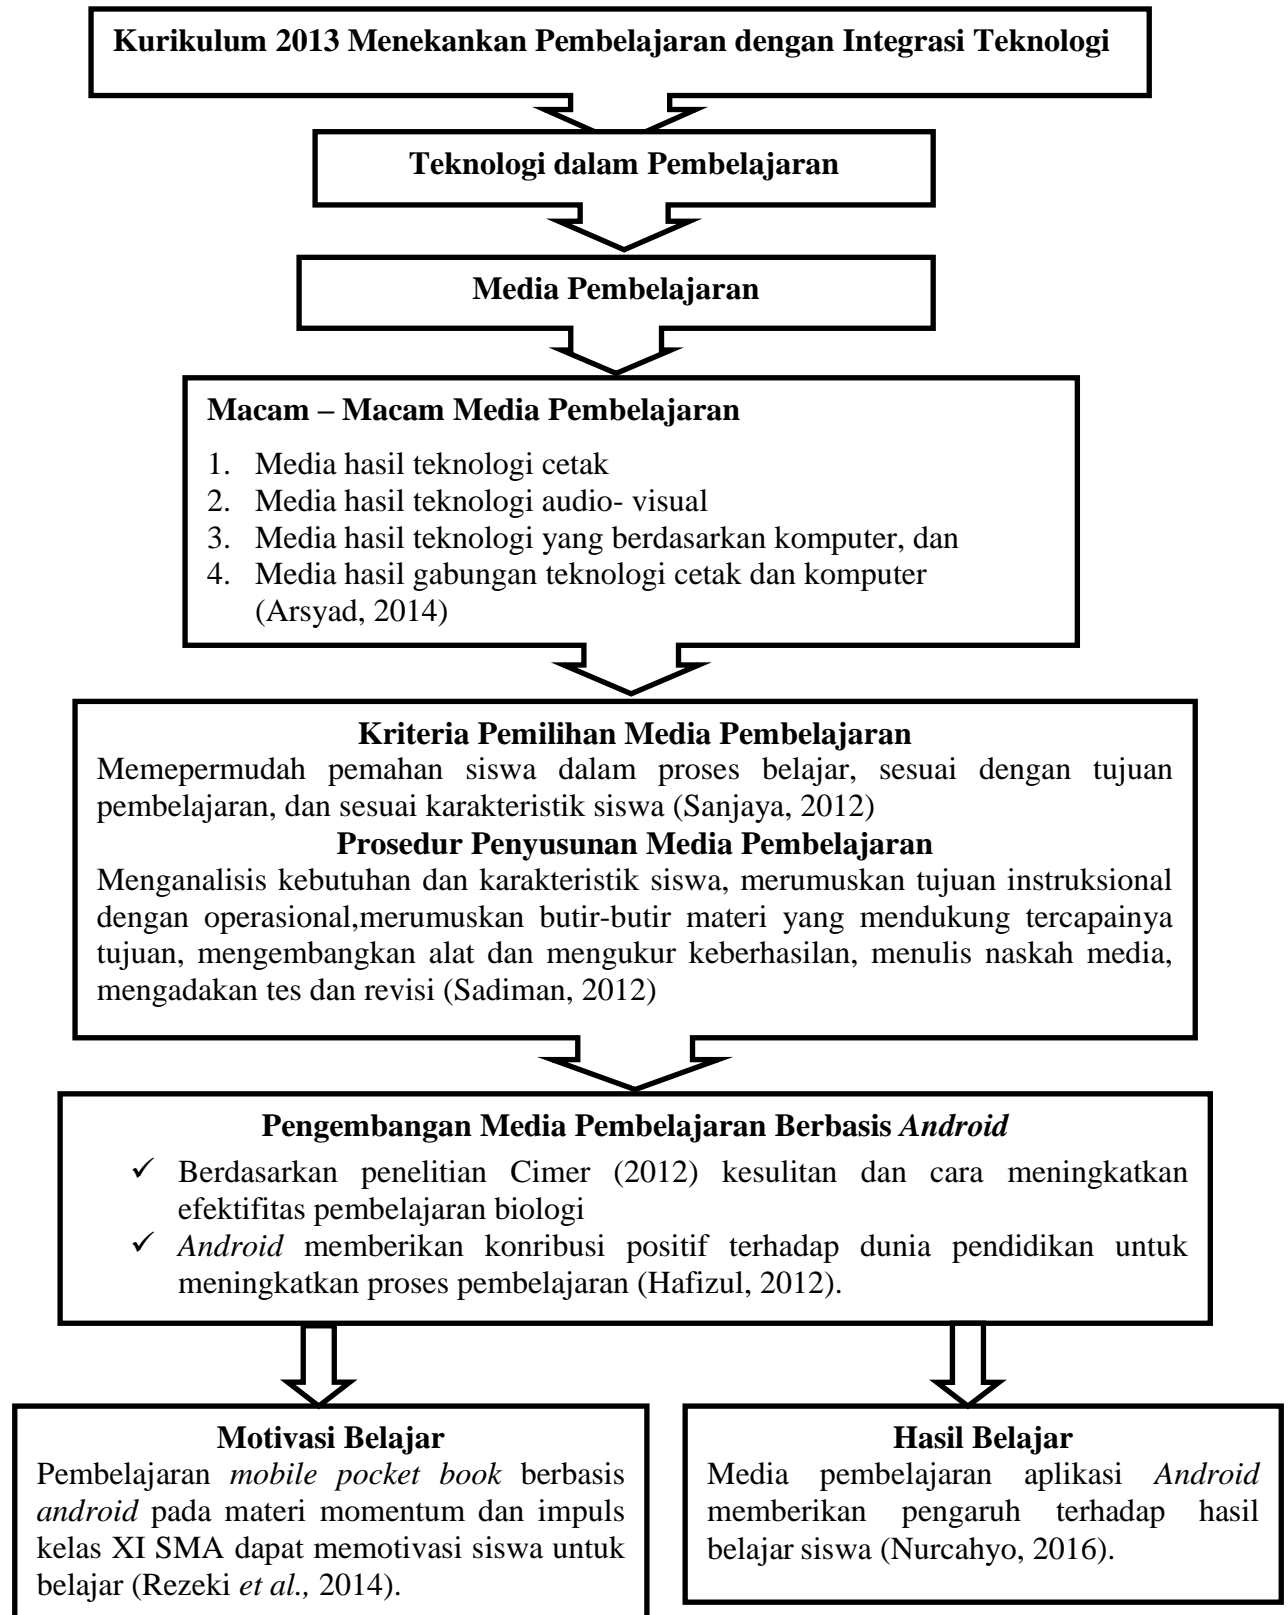 Kurikulum 2013 Menekankan Pembelajaran dengan Integrasi Teknologi
Teknologi dalam Pembelajaran
Media Pembelajaran
Macam – Macam Media Pembelajaran
1. Media hasil teknologi cetak
2. Media hasil teknologi audio- visual
3. Media hasil teknologi yang berdasarkan komputer, dan
4. Media hasil gabungan teknologi cetak dan komputer
(Arsyad, 2014)
Kriteria Pemilihan Media Pembelajaran
Memepermudah pemahan siswa dalam proses belajar, sesuai dengan tujuan
pembelajaran, dan sesuai karakteristik siswa (Sanjaya, 2012)
Prosedur Penyusunan Media Pembelajaran
Menganalisis kebutuhan dan karakteristik siswa, merumuskan tujuan instruksional
dengan operasional,merumuskan butir-butir materi yang mendukung tercapainya
tujuan, mengembangkan alat dan mengukur keberhasilan, menulis naskah media,
mengadakan tes dan revisi (Sadiman, 2012)
Pengembangan Media Pembelajaran Berbasis Android
✓ Berdasarkan penelitian Cimer (2012) kesulitan dan cara meningkatkan
efektifitas pembelajaran biologi
✓ Android memberikan konribusi positif terhadap dunia pendidikan untuk
meningkatkan proses pembelajaran (Hafizul, 2012).
Motivasi Belajar
Pembelajaran mobile pocket book berbasis
android pada materi momentum dan impuls
kelas XI SMA dapat memotivasi siswa untuk
belajar (Rezeki et al., 2014).
Hasil Belajar
Media pembelajaran aplikasi Android
memberikan pengaruh terhadap hasil
belajar siswa (Nurcahyo, 2016).